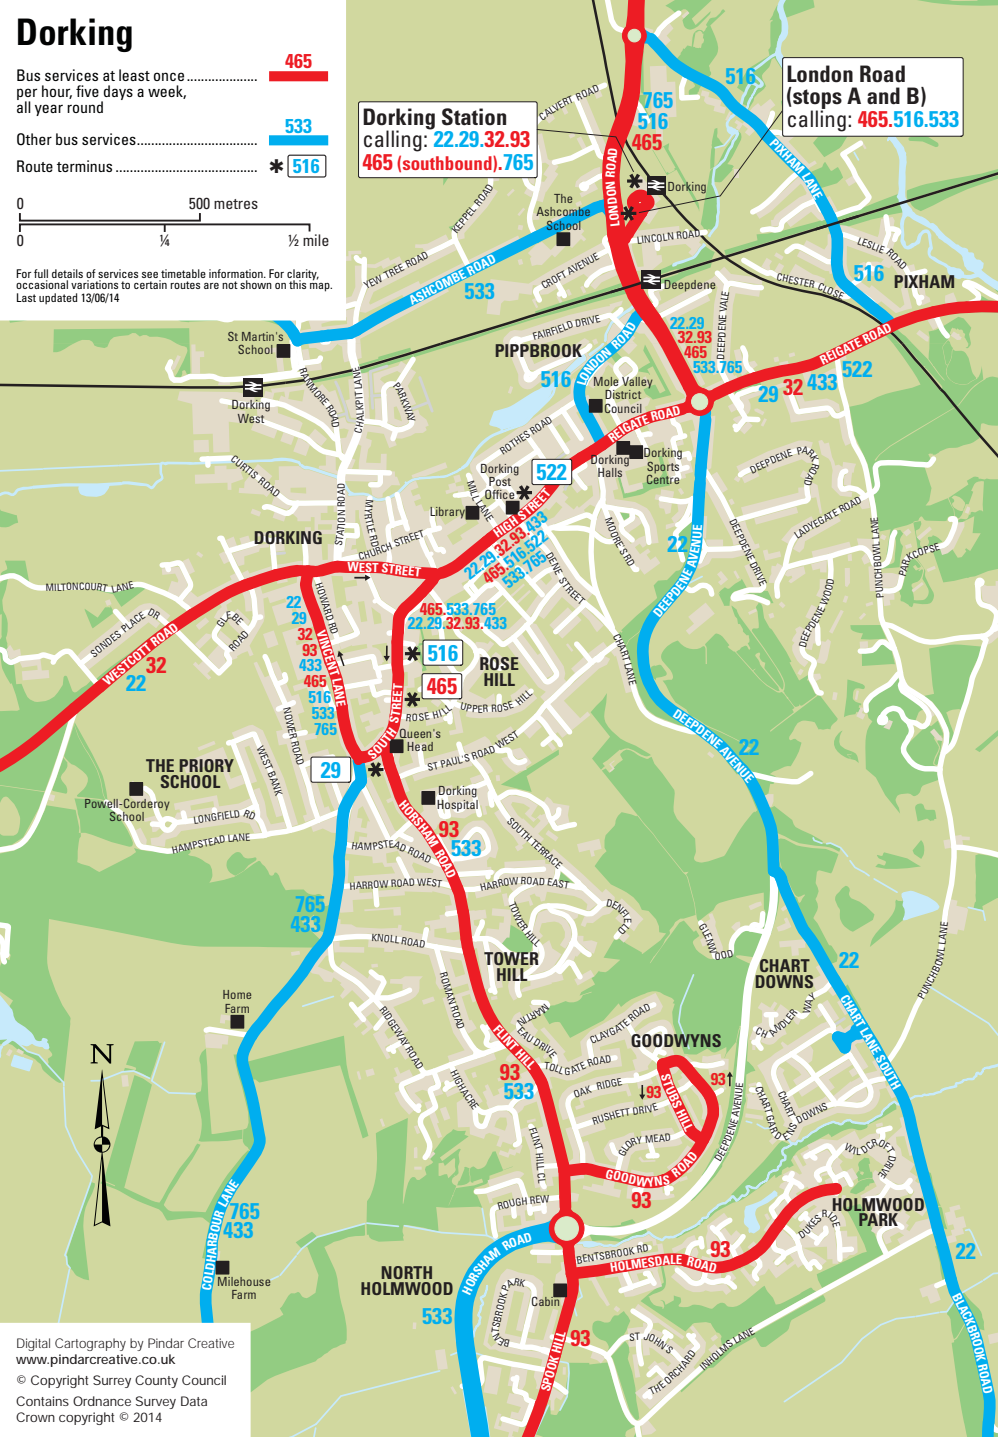 Dorking
Bus services at least once
per hour, five days a week,
all year round
465
Other bus services
533
Route terminus
* 516
0 500 metres
0 ¼ ½ mile
For full details of services see timetable information. For clarity,
occasional variations to certain routes are not shown on this map.
Last updated 13/06/14
Dorking Station
calling: 22.29.32.93
465 (southbound).765
London Road
(stops A and B)
calling: 465.516.533
516
765
516
465
CALVERT ROAD
LONDON ROAD
PIXHAM LANE
Dorking
The
Ashcombe
School
KEPPEL ROAD
LINCOLN ROAD
YEW TREE ROAD
ASHCOMBE ROAD
533
CROFT AVENUE
Deepdene
LESLIE ROAD
516
PIXHAM
CHESTER CLOSE
St Martin's
School
FAIRFIELD DRIVE
LONDON ROAD
PIPPBROOK
516
22.29
32.93
465
533.765
DEEPDENE VALE
REIGATE ROAD
29 32 433 522
Mole Valley
District
Council
REIGATE ROAD
Dorking
West
RANMORE ROAD
CHALKPIT LANE
PARKWAY
ROTHES ROAD
Dorking
Halls
Dorking
Sports
Centre
DEEPDENE PARK
ROAD
CURTIS ROAD
Dorking
Post
Office
522
MILL LANE
Library
HIGH STREET
STATION ROAD
MYRTLE RD
CHURCH STREET
DORKING
22.29.32.93.433
465.516.522
533.765
MOORE'S RD
22
DEEPDENE AVENUE
DEEPDENE DRIVE
LADYEGATE ROAD
PUNCHBOWL LANE
PARKCOPSE
WEST STREET
DENE STREET
MILTONCOURT LANE
SONDES PLACE DR
GLEBE
ROAD
HOWARD RD
VINCENT LANE
22
29
32
93
433
465
516
533
765
465.533.765
22.29.32.93.433
516
465
ROSE
HILL
ROSE HILL
UPPER ROSE HILL
SOUTH STREET
CHART LANE
DEEPDENE WOOD
WESTCOTT ROAD
32
22
Queen's
Head
ST PAUL'S ROAD WEST
DEEPDENE AVENUE
22
NOWER ROAD
WEST BANK
29
THE PRIORY
SCHOOL
Powell-Corderoy
School
LONGFIELD RD
HAMPSTEAD LANE
Dorking
Hospital
HORSHAM ROAD
93
533
SOUTH TERRACE
HAMPSTEAD ROAD
HARROW ROAD WEST
HARROW ROAD EAST
765
433
KNOLL ROAD
TOWER HILL
DENFIELD
GLENWOOD
TOWER
HILL
CHART
DOWNS
22
PUNCHBOWL LANE
Home
Farm
ROMAN ROAD
RIDGEWAY ROAD
MARTIN
EAU DRIVE
CLAYGATE ROAD
CHANDLER WAY
CHART LANE SOUTH
GOODWYNS
FLINT HILL
TOLLGATE ROAD
N
93
533
HIGHACRE
OAK RIDGE
93
93
STUBS HILL
RUSHETT DRIVE
DEEPDENE AVENUE
CHART GARD
ENS
CHART
DOWNS
GLORY MEAD
FLINT HILL CL
GOODWYNS ROAD
93
WILDCROFT
DRIVE
ROUGH REW
HOLMWOOD
PARK
DUKES RIDE
COLDHARBOUR LANE
765
433
HORSHAM ROAD
BENTSBROOK RD
HOLMESDALE ROAD
93
22
Milehouse
Farm
NORTH
HOLMWOOD
533
BENTSBROOK PARK
Cabin
BLACKBROOK ROAD
SPOOK HILL
93
ST JOHN'S
THE ORCHARD
INHOLMS LANE
Digital Cartography by Pindar Creative
www.pindarcreative.co.uk
© Copyright Surrey County Council
Contains Ordnance Survey Data
Crown copyright © 2014